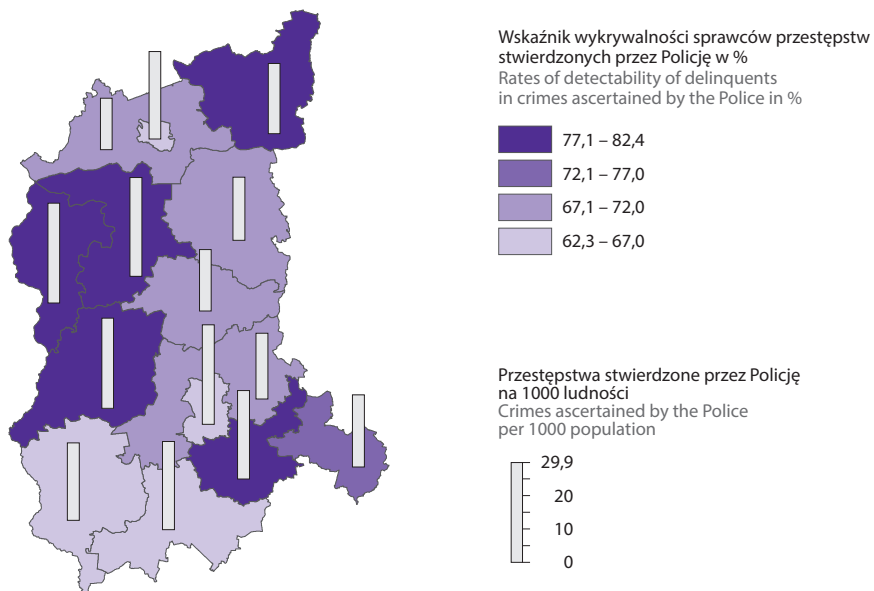 Wskaźnik wykrywalności sprawców przestępstw
stwierdzonych przez Policję w %
Rates of detectability of delinquents
in crimes ascertained by the Police in %
77,1 – 82,4
72,1 – 77,0
67,1 – 72,0
62,3 – 67,0
Przestępstwa stwierdzone przez Policję
na 1000 ludności
Crimes ascertained by the Police
per 1000 population
29,9
20
10
0